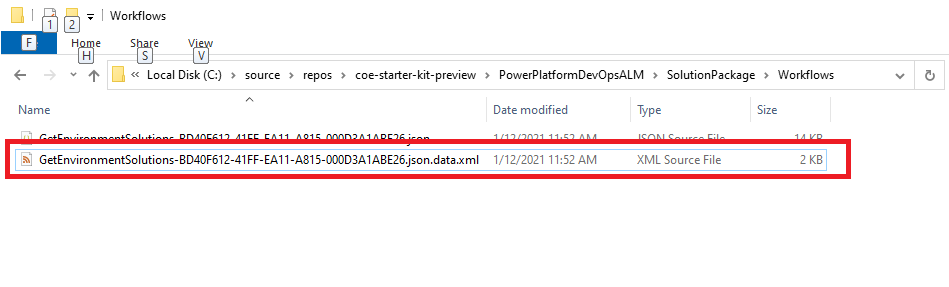 1 2 Workflows
F Home Share View
H S V
« Local Disk (C:) > source > repos > coe-starter-kit-preview > PowerPlatformDevOpsALM > SolutionPackage > Workflows
Name Date modified Type Size
GetEnvironmentSolutions-BD40F612-41FF-EA11-A815-000D3A1ABE26.json 1/12/2021 11:52 AM JSON Source File 14 KB
GetEnvironmentSolutions-BD40F612-41FF-EA11-A815-000D3A1ABE26.json.data.xml 1/12/2021 11:52 AM XML Source File 2 KB